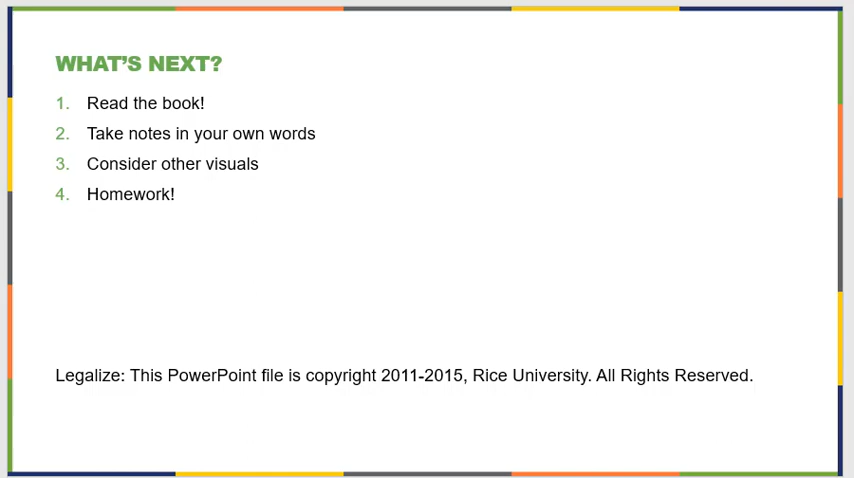 WHAT’S NEXT?
1. Read the book!
2. Take notes in your own words
3. Consider other visuals
4. Homework!
Legalize: This PowerPoint file is copyright 2011-2015, Rice University. All Rights Reserved.